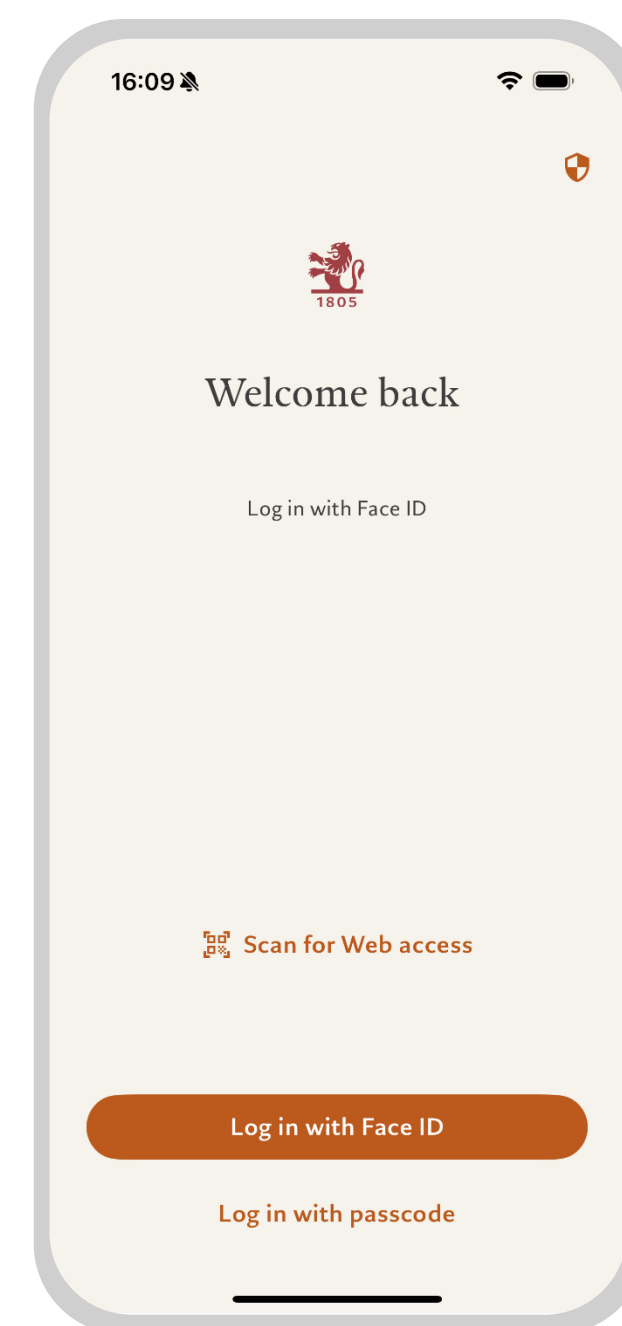 16:09
1805
Welcome back
Log in with Face ID
Scan for Web access
Log in with Face ID
Log in with passcode